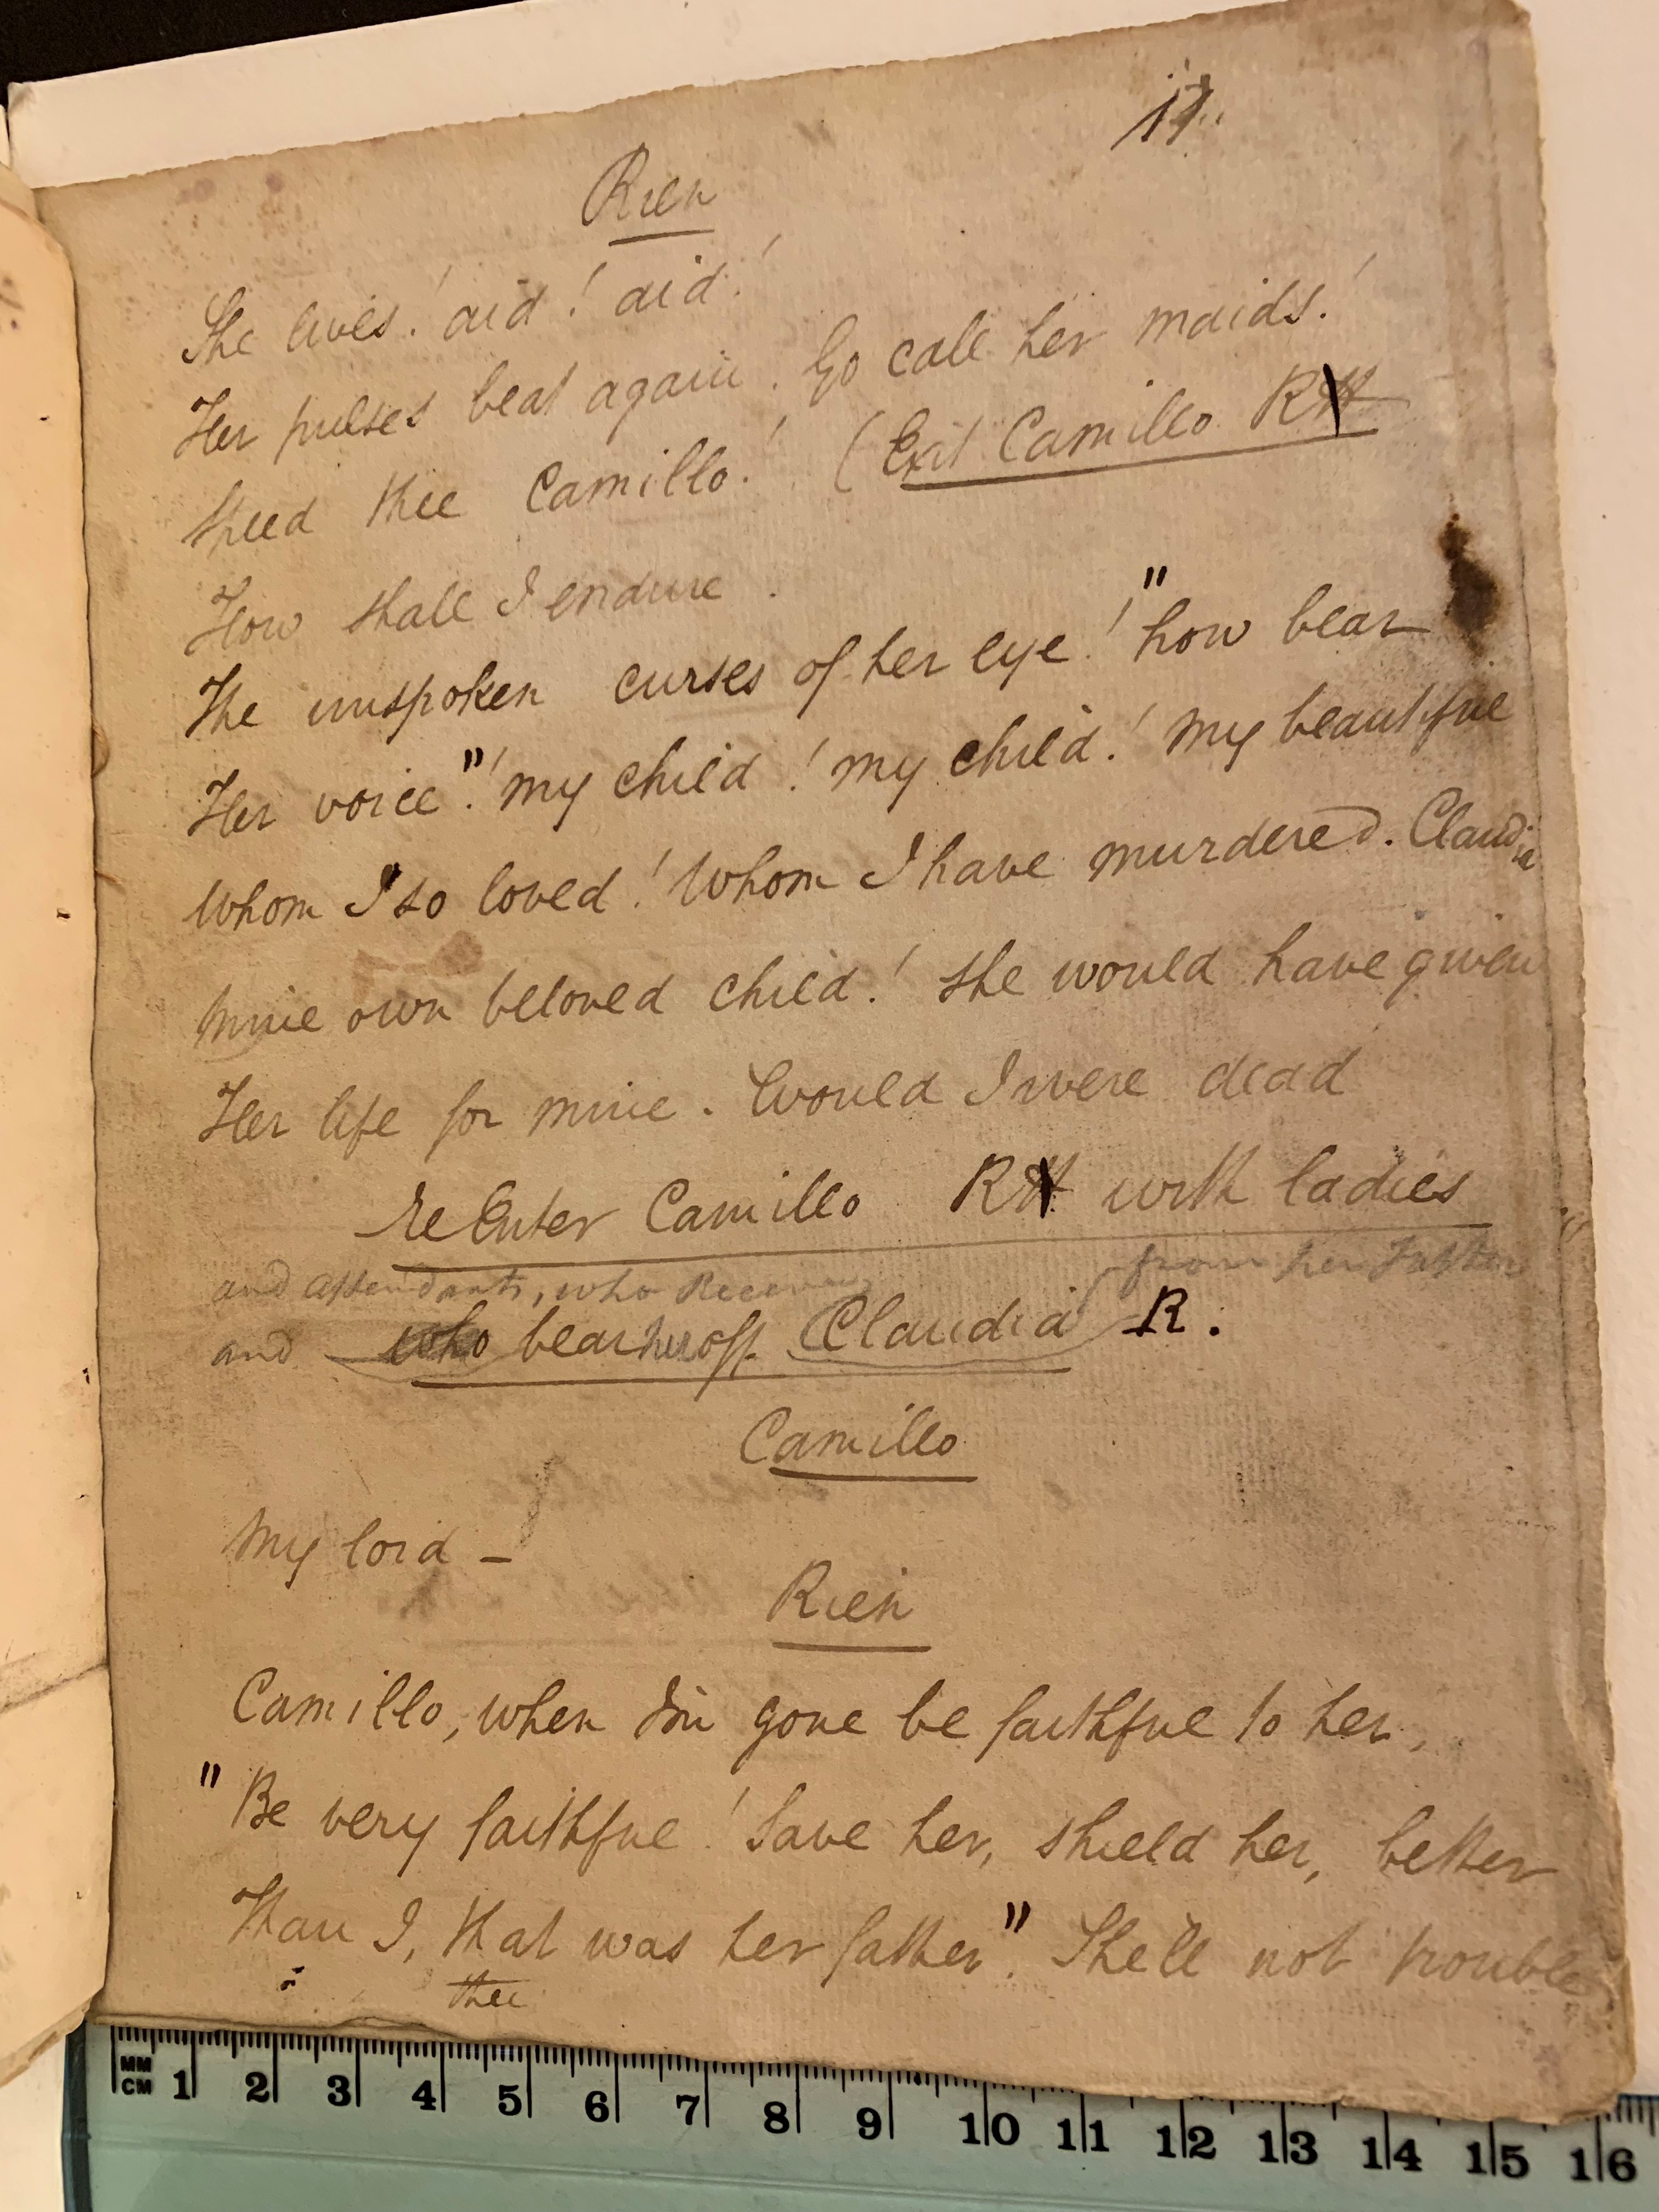 17.
Rien
She lives! aid! aid!
Her pulses beat again. Go call her maids!
Speed thee Camillo! (Exit Camillo RH
How shall I endure.
The unspoken curses of her eye! "how bear
Her voice"! my child! my child! My beautiful
Whom I so loved! Whom I have murdered. Claudia
Mine own beloved child! She would have given
Her life for mine. Would I were dead
ReEnter Camillo RH with ladies
and attendants, who Receive from her Father
and who bear her off Claudia R.
Camillo
My lord -
Rien
Camillo, when I'm gone be faithful to her,
"Be very faithful! Save her, shield her, better
Than I, that was her father". She'll not trouble
thee
MM
CM 1 2 3 4 5 6 7 8 9 10 11 12 13 14 15 16